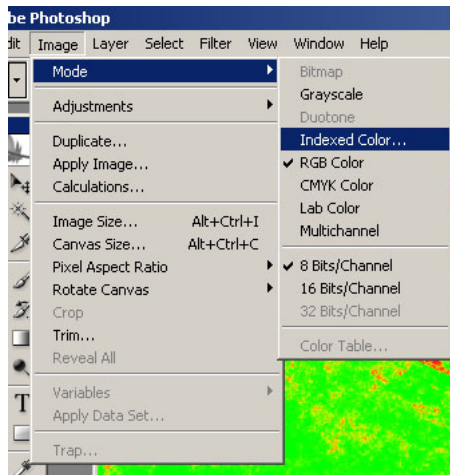 be Photoshop
dit Image Layer Select Filter View Window Help
Mode
Adjustments
Duplicate...
Apply Image...
Calculations...
Image Size... Alt+Ctrl+I
Canvas Size... Alt+Ctrl+C
Pixel Aspect Ratio
Rotate Canvas
Crop
Trim...
Reveal All
Variables
Apply Data Set...
Trap...
Bitmap
Grayscale
Duotone
Indexed Color...
RGB Color
CMYK Color
Lab Color
Multichannel
8 Bits/Channel
16 Bits/Channel
32 Bits/Channel
Color Table...
T